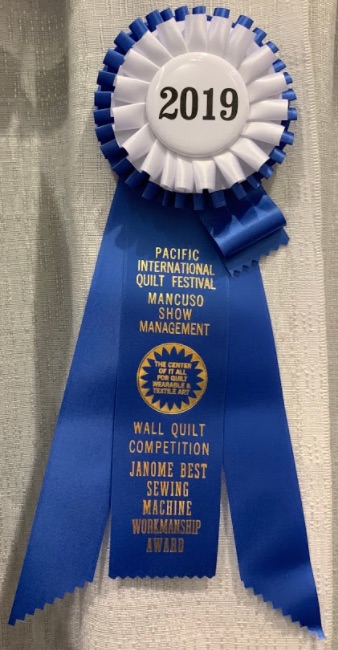 2019
PACIFIC
INTERNATIONAL
QUILT FESTIVAL
MANCUSO
SHOW
MANAGEMENT
THE CENTER
OF IT ALL
FOR QUILT
WEARABLE &
TEXTILE ART
WALL QUILT
COMPETITION
JANOME BEST
SEWING
MACHINE
WORKMANSHIP
AWARD